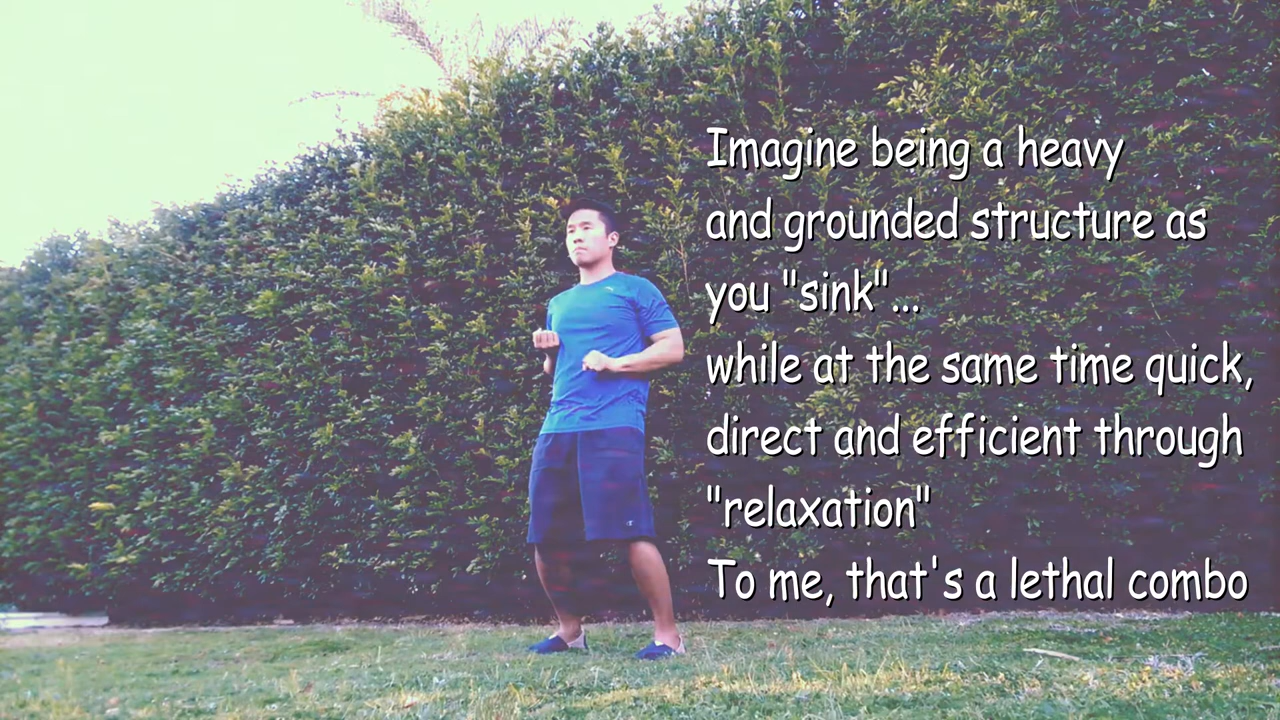 Imagine being a heavy
and grounded structure as
you "sink"...
while at the same time quick,
direct and efficient through
"relaxation"
To me, that's a lethal combo